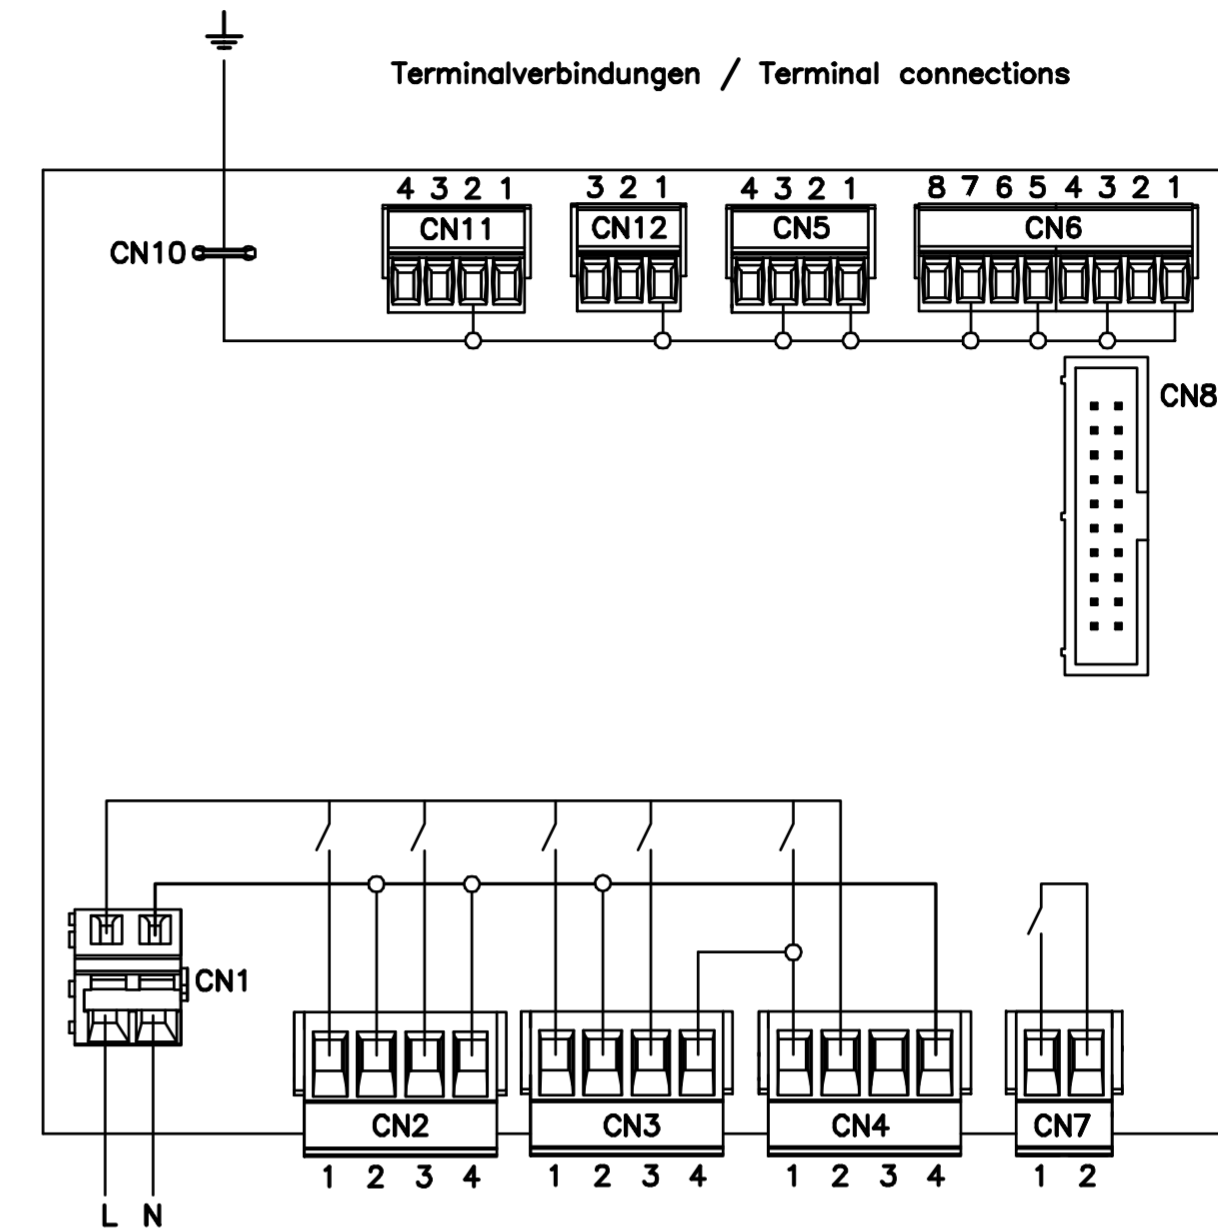 Terminalverbindungen / Terminal connections
4 3 2 1 3 2 1 4 3 2 1 8 7 6 5 4 3 2 1
CN11 CN12 CN5 CN6
CN10
CN8
CN1
CN2 CN3 CN4 CN7
1 2 3 4 1 2 3 4 1 2 3 4 1 2
L N